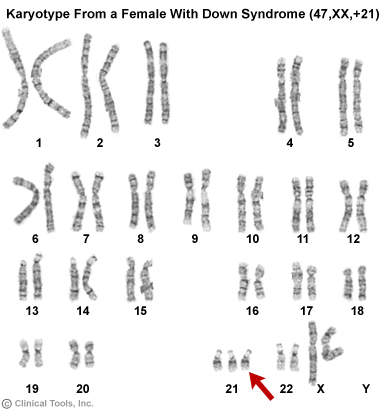 Karyotype From a Female With Down Syndrome (47,XX,+21)
1 2 3 4 5
6 7 8 9 10 11 12
13 14 15 16 17 18
19 20 21 22 X Y
© Clinical Tools, Inc.